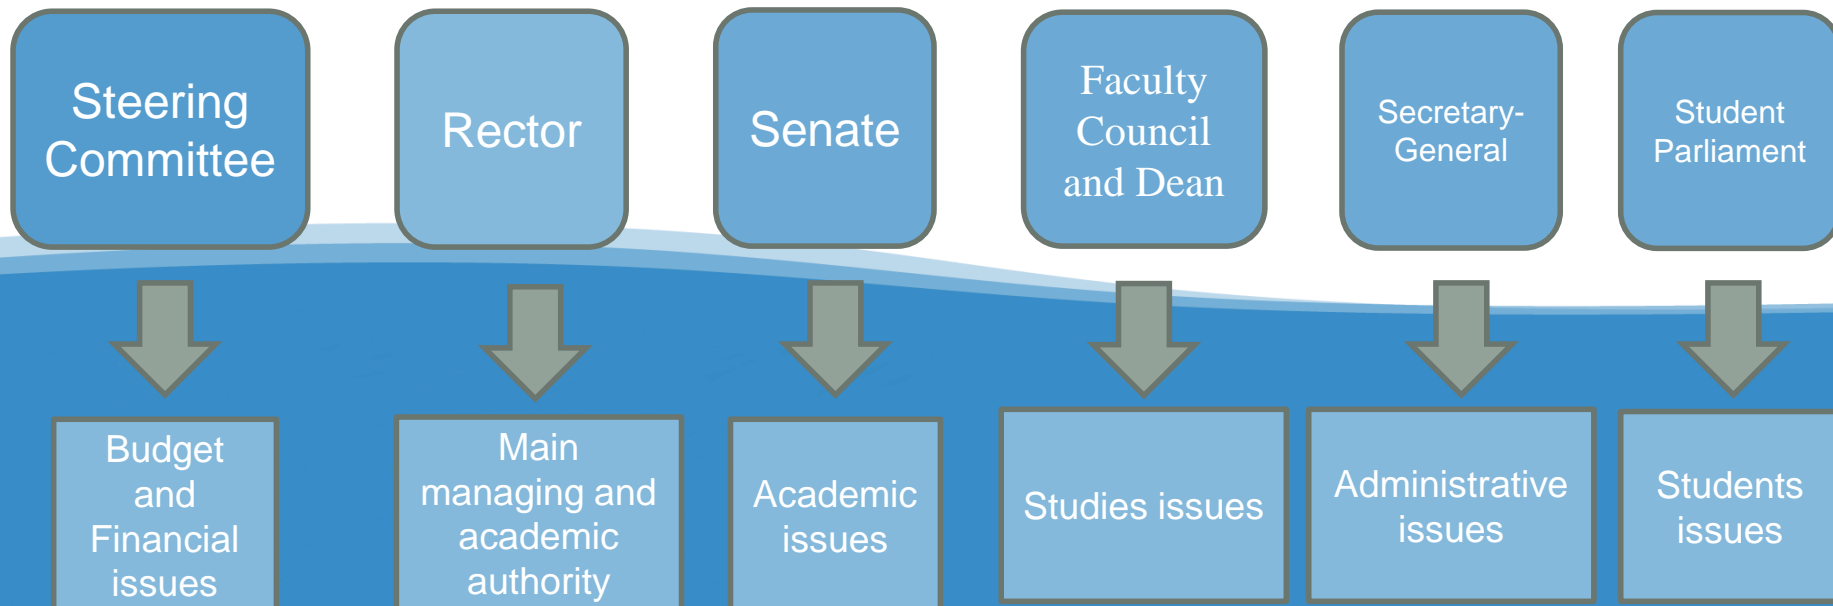 Steering
Committee
Rector
Senate
Faculty
Council
and Dean
Secretary-
General
Student
Parliament
Budget
and
Financial
issues
Main
managing and
academic
authority
Academic
issues
Studies issues
Administrative
issues
Students
issues